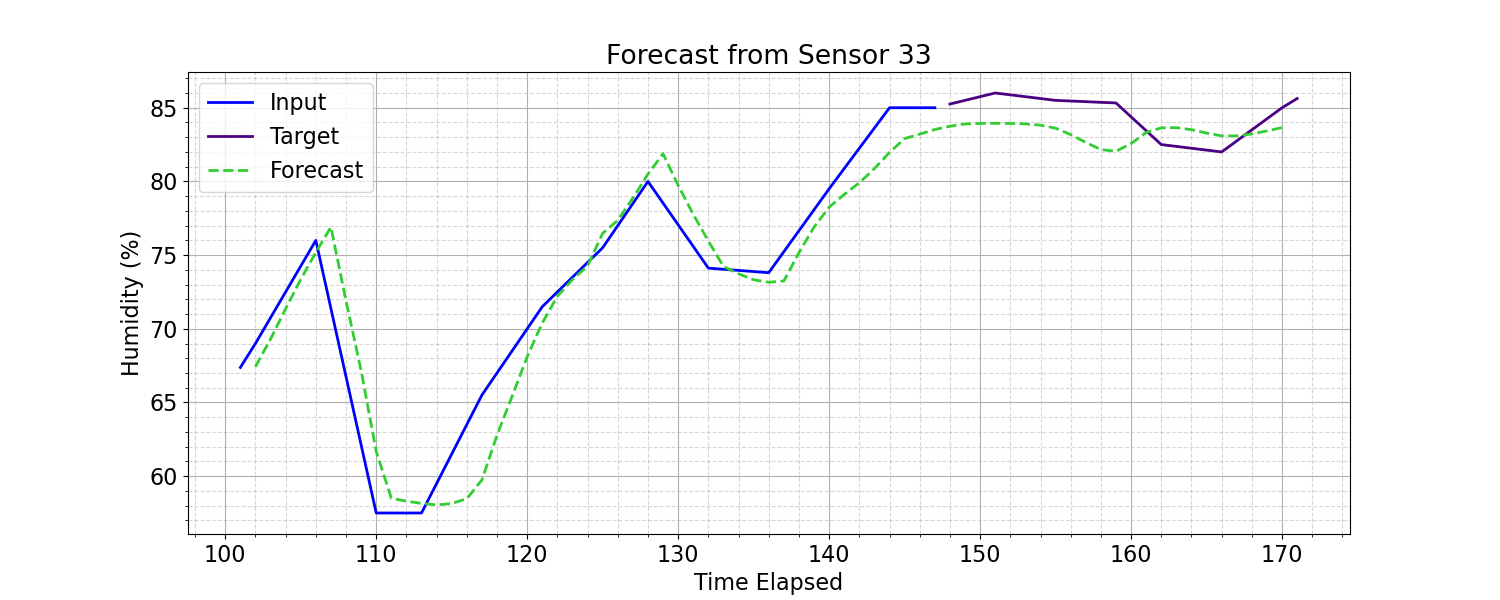 Forecast from Sensor 33
Input
Target
Forecast
Humidity (%)
85
80
75
70
65
60
100 110 120 130 140 150 160 170
Time Elapsed